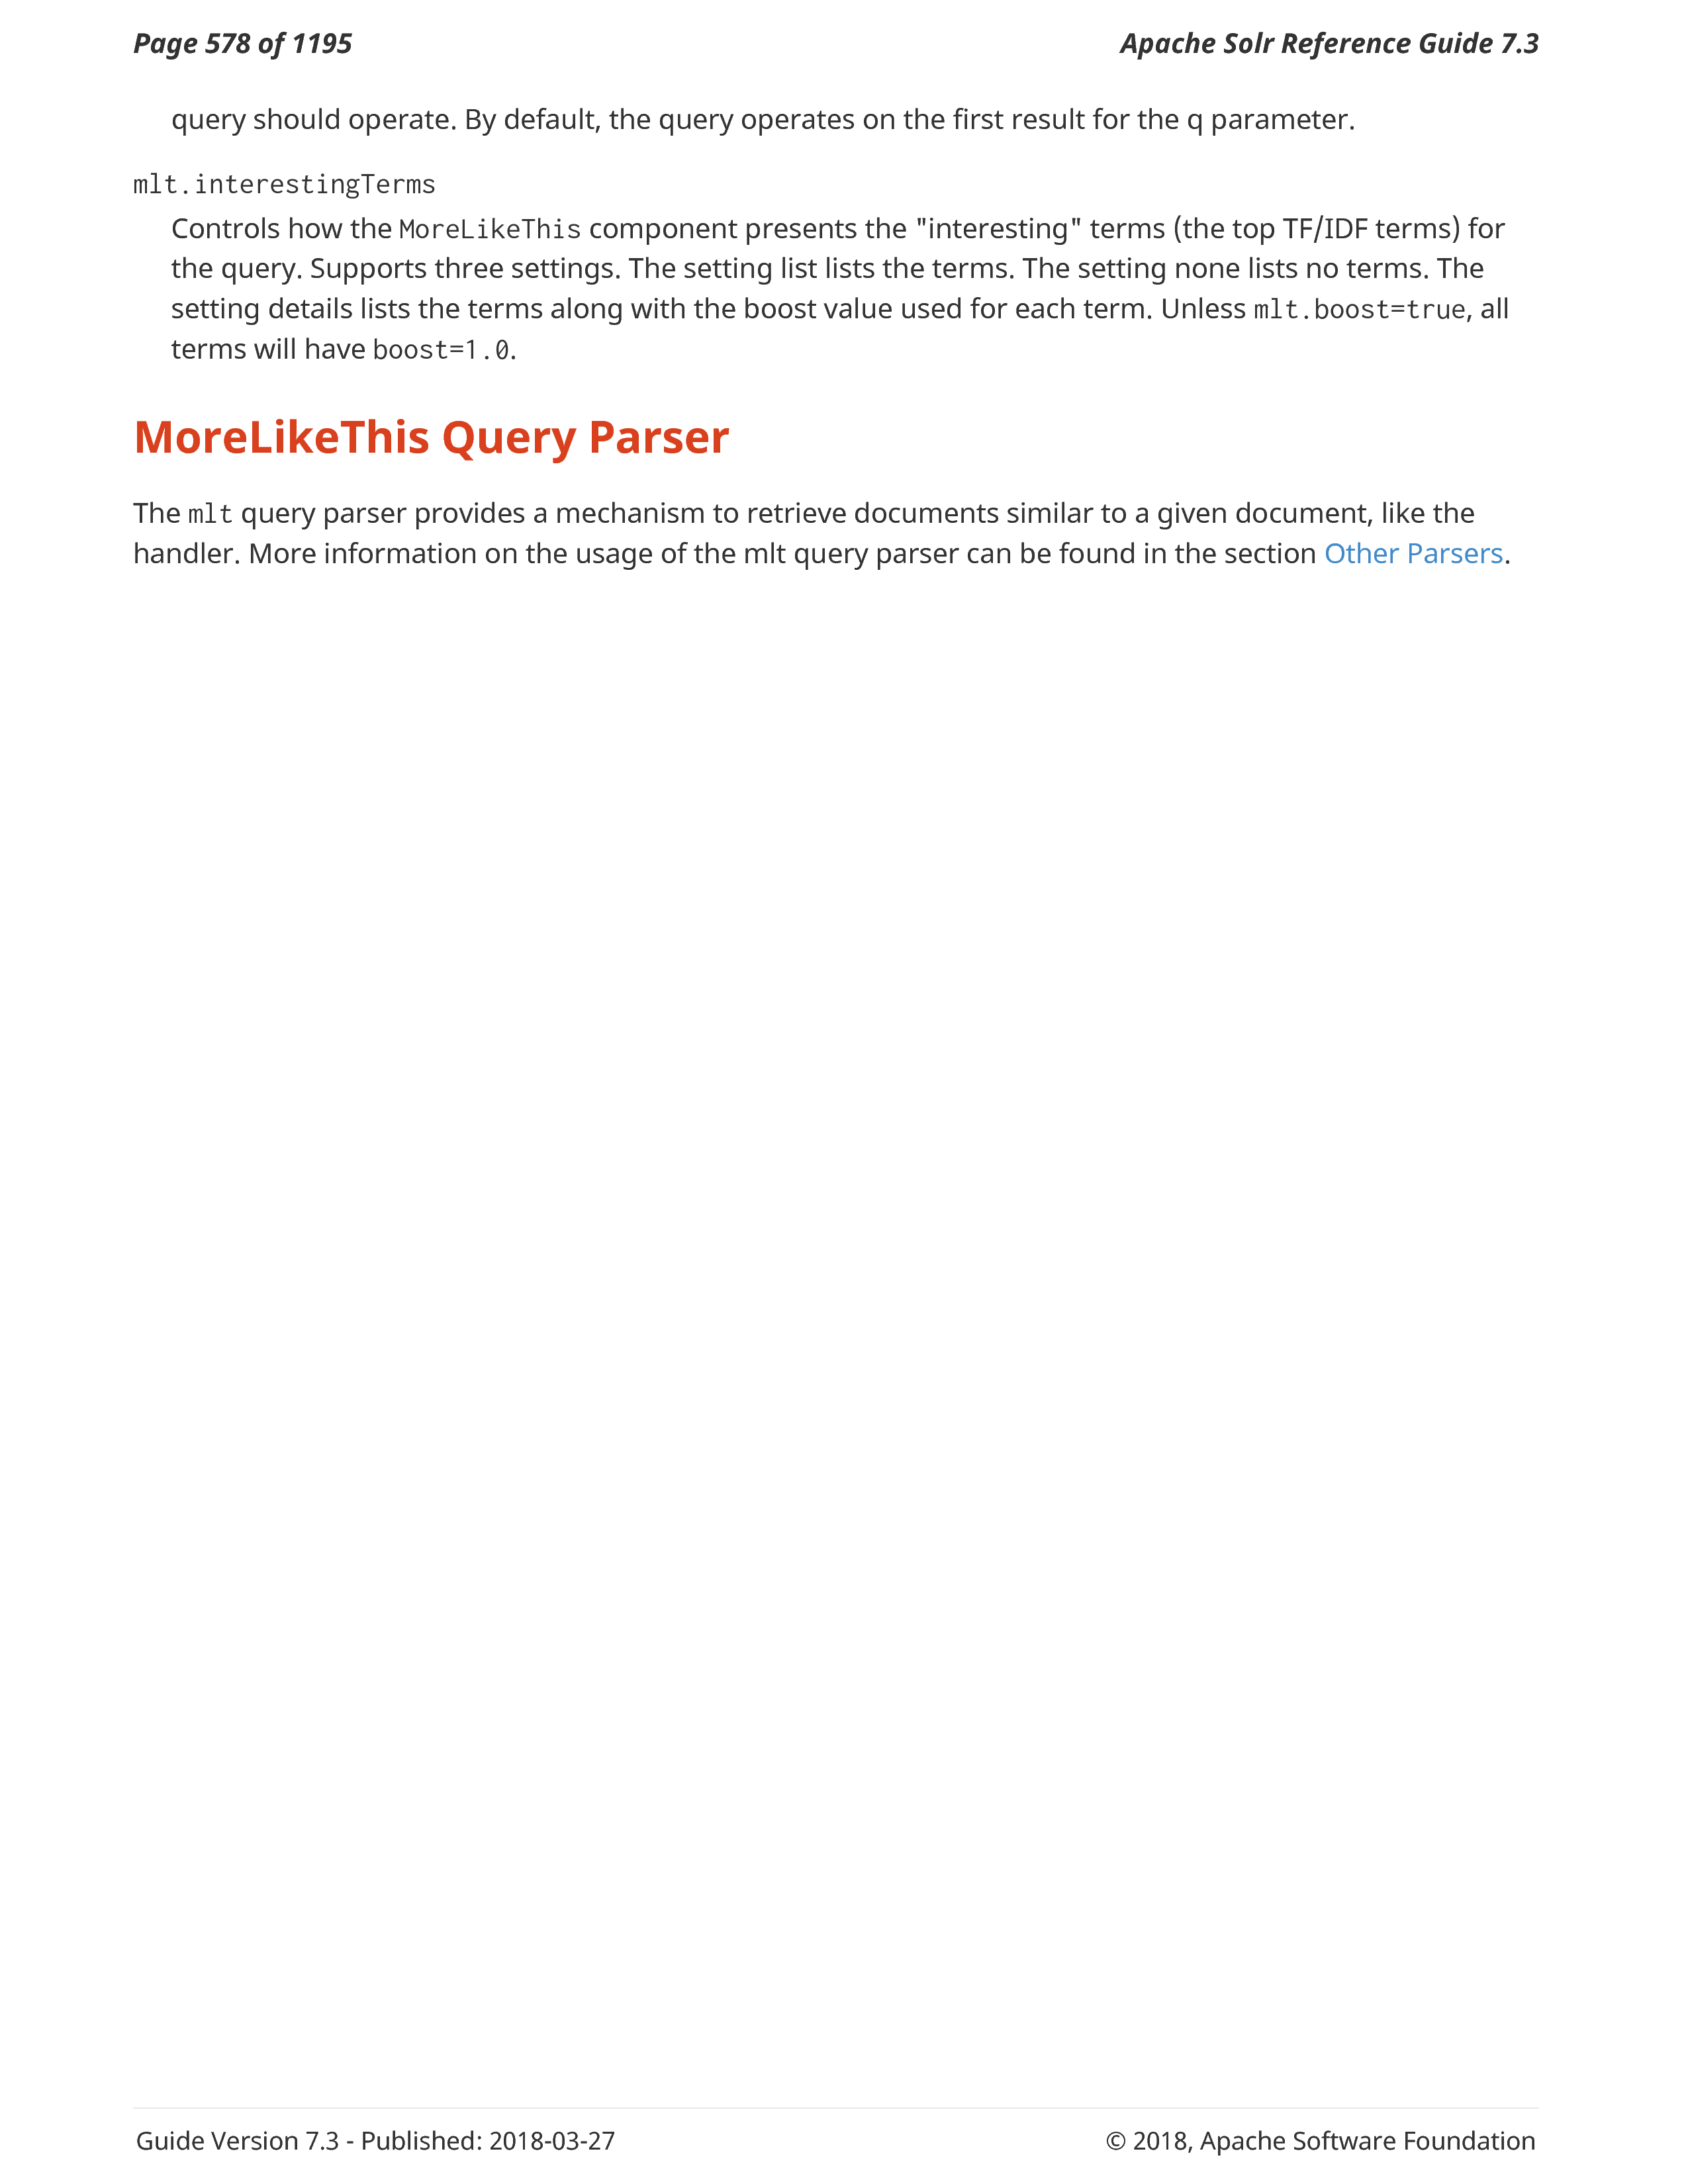 Page 578 of 1195
Apache Solr Reference Guide 7.3
query should operate. By default, the query operates on the first result for the q parameter.
mlt.interestingTerms
Controls how the MoreLikeThis component presents the "interesting" terms (the top TF/IDF terms) for
the query. Supports three settings. The setting list lists the terms. The setting none lists no terms. The
setting details lists the terms along with the boost value used for each term. Unless mlt.boost=true, all
terms will have boost=1.0.
MoreLikeThis Query Parser
The mlt query parser provides a mechanism to retrieve documents similar to a given document, like the
handler. More information on the usage of the mlt query parser can be found in the section Other Parsers.
Guide Version 7.3 - Published: 2018-03-27
© 2018, Apache Software Foundation